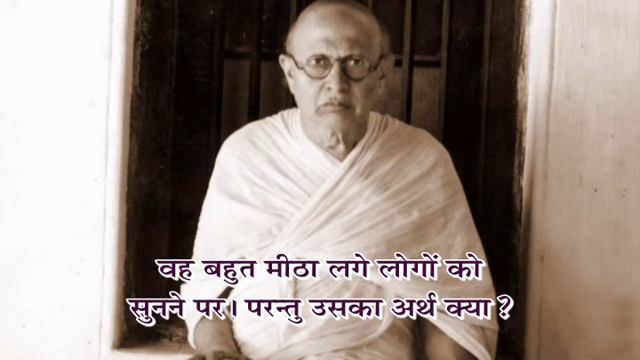 वह बहुत मीठा लगे लोगों को
सुनने पर। परन्तु उसका अर्थ क्या ?